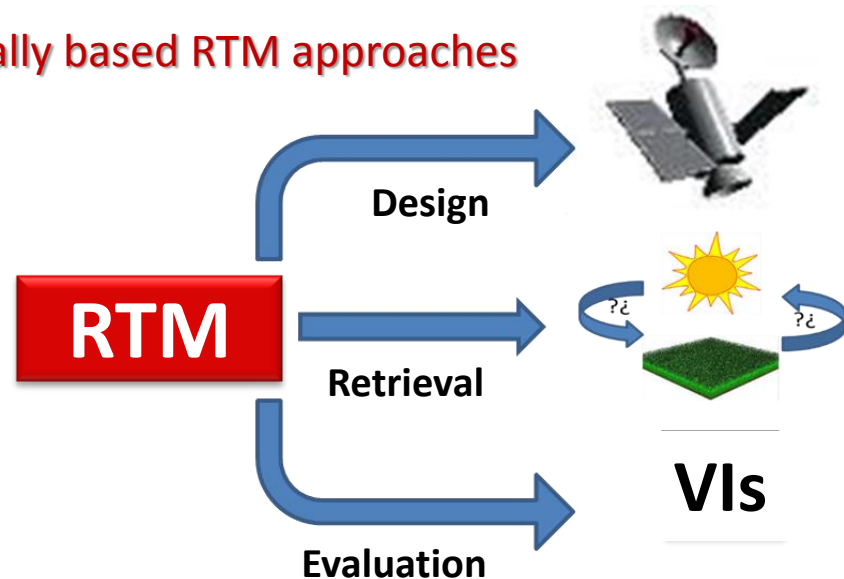 ally based RTM approaches
Design
RTM
?¿
?¿
Retrieval
VIs
Evaluation